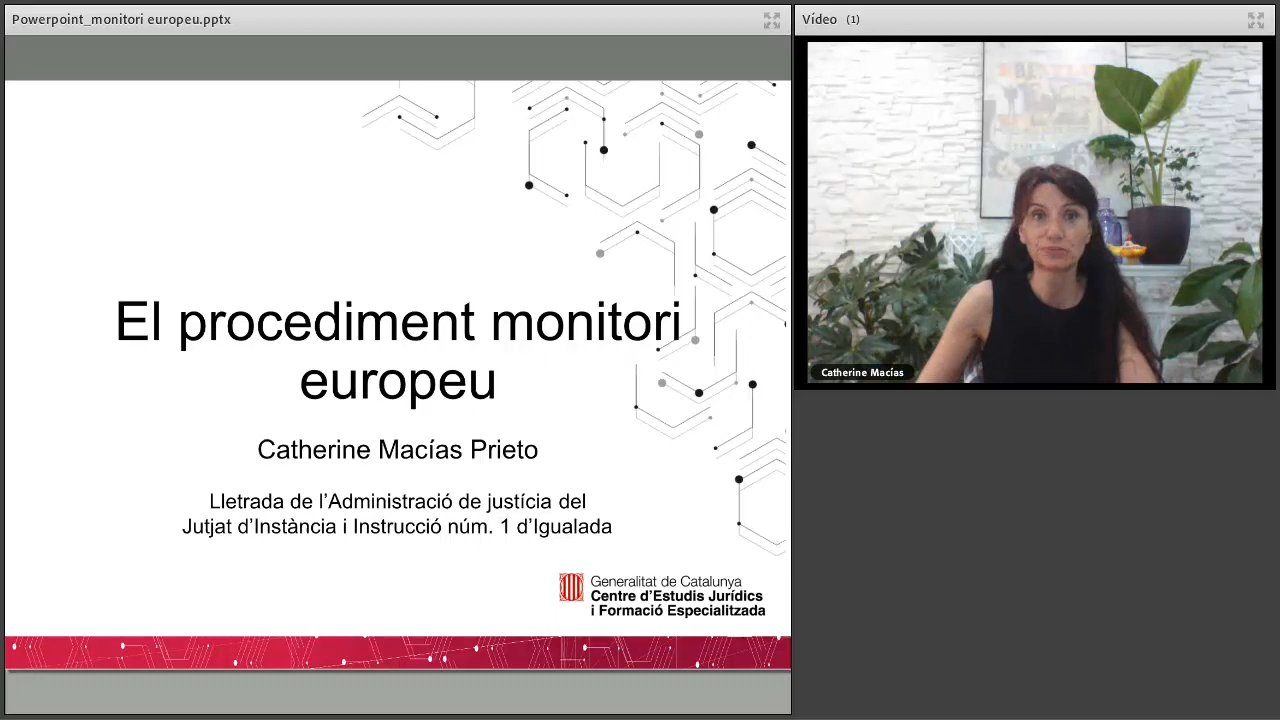 Powerpoint_monitori europeu.pptx
Vídeo (1)
El procediment monitori
europeu
Catherine Macías Prieto
Lletrada de l’Administració de justícia del
Jutjat d’Instància i Instrucció núm. 1 d’Igualada
Generalitat de Catalunya
Centre d’Estudis Jurídics
i Formació Especialitzada
Catherine Macías